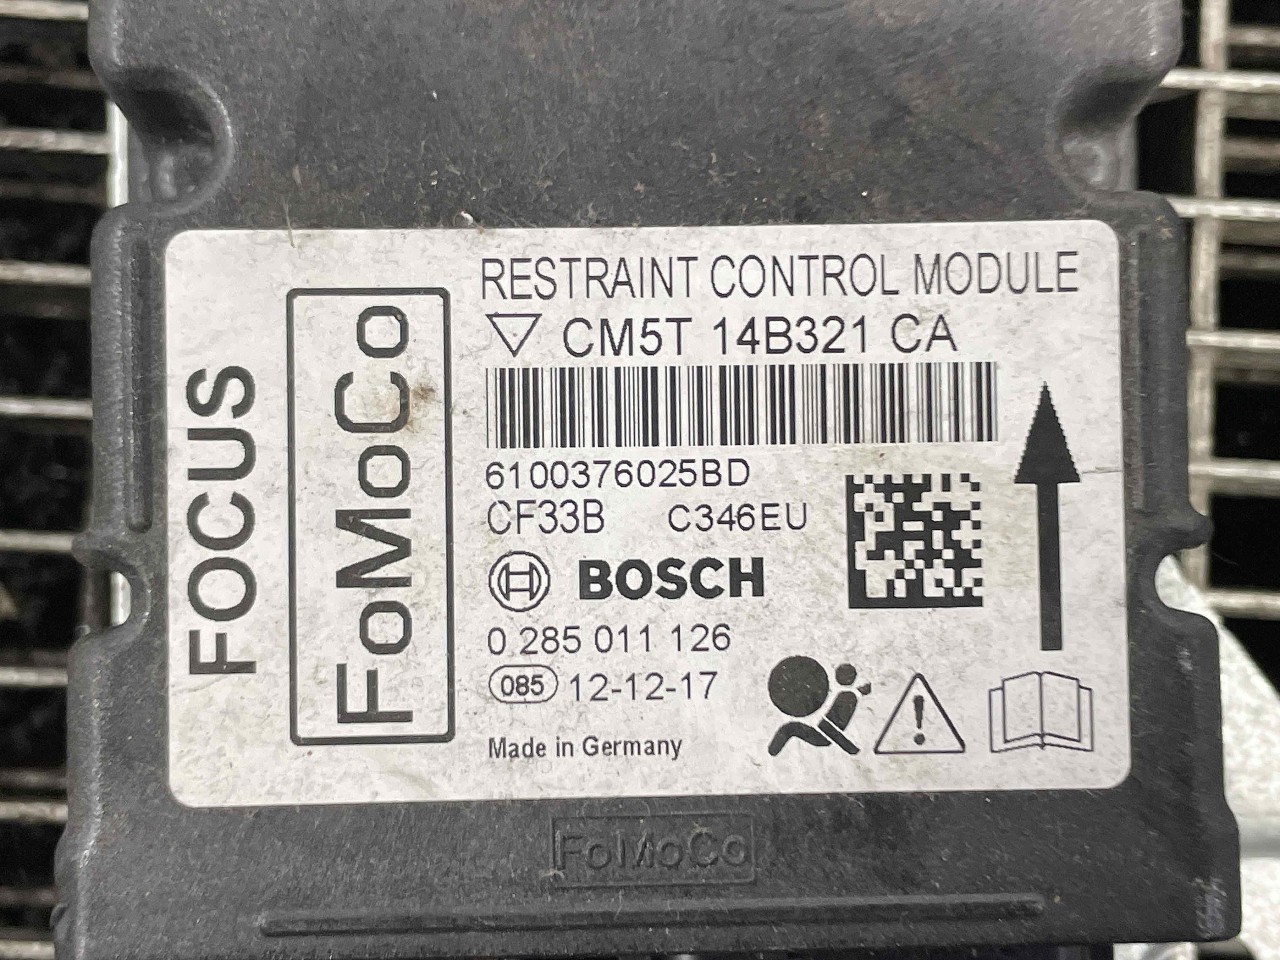 RESTRAINT CONTROL MODULE
CM5T 14B321 CA
6100376025BD
CF33B C346EU
BOSCH
0 285 011 126
085 12-12-17
Made in Germany
FOCUS
FoMoCo
FoMoCo